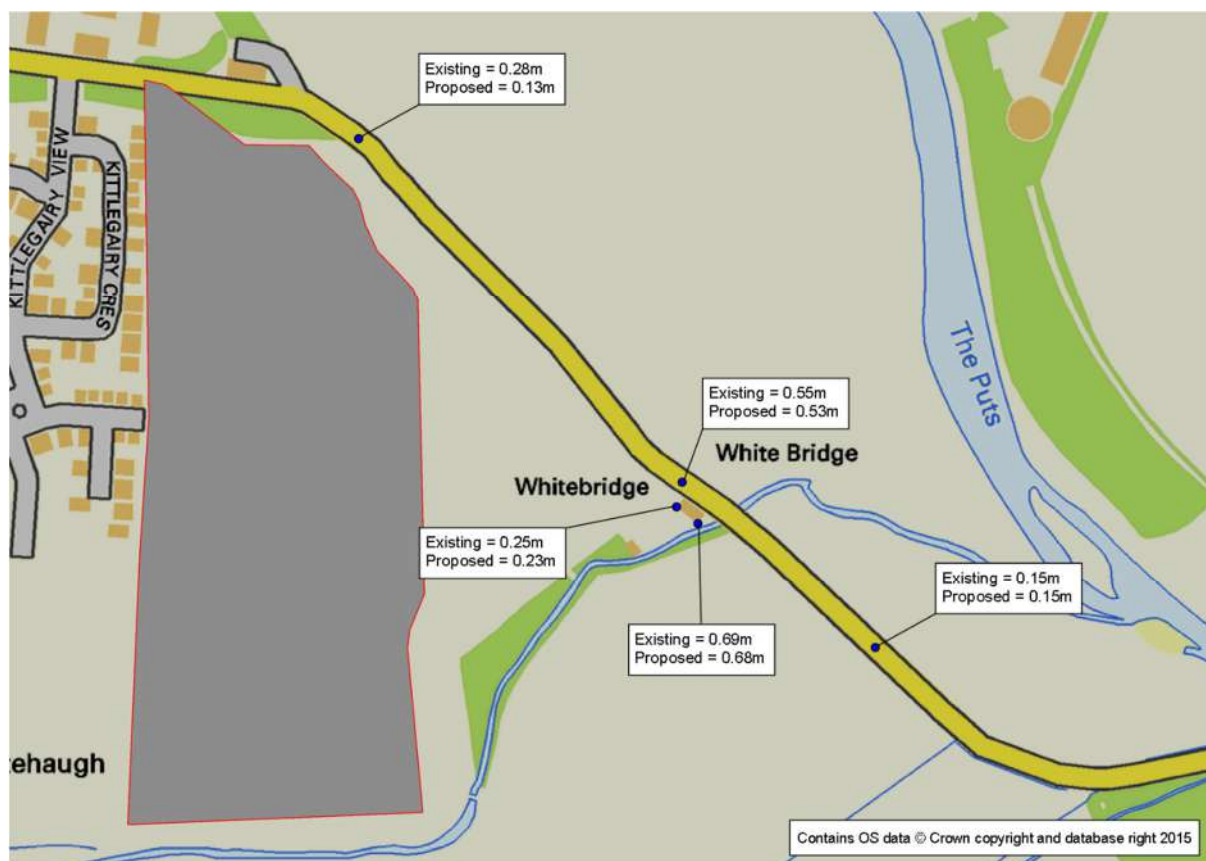 Existing = 0.28m
Proposed = 0.13m
KITTLEGAIRY VIEW
KITTLEGAIRY CRES
The Puts
Existing = 0.55m
Proposed = 0.53m
White Bridge
Whitebridge
Existing = 0.25m
Proposed = 0.23m
Existing = 0.15m
Proposed = 0.15m
Existing = 0.69m
Proposed = 0.68m
tehaugh
Contains OS data © Crown copyright and database right 2015